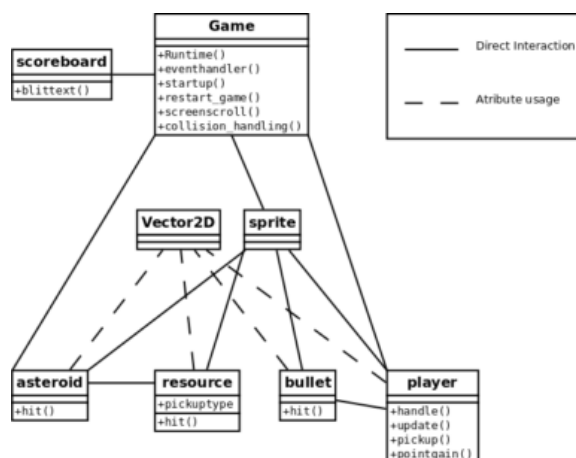 Game
+Runtime()
+eventhandler()
+startup()
+restart_game()
+screenscroll()
+collision_handling()
scoreboard
+blittext()
Direct Interaction
Atribute usage
Vector2D
sprite
asteroid
+hit()
resource
+pickuptype
+hit()
bullet
+hit()
player
+handle()
+update()
+pickup()
+pointgain()